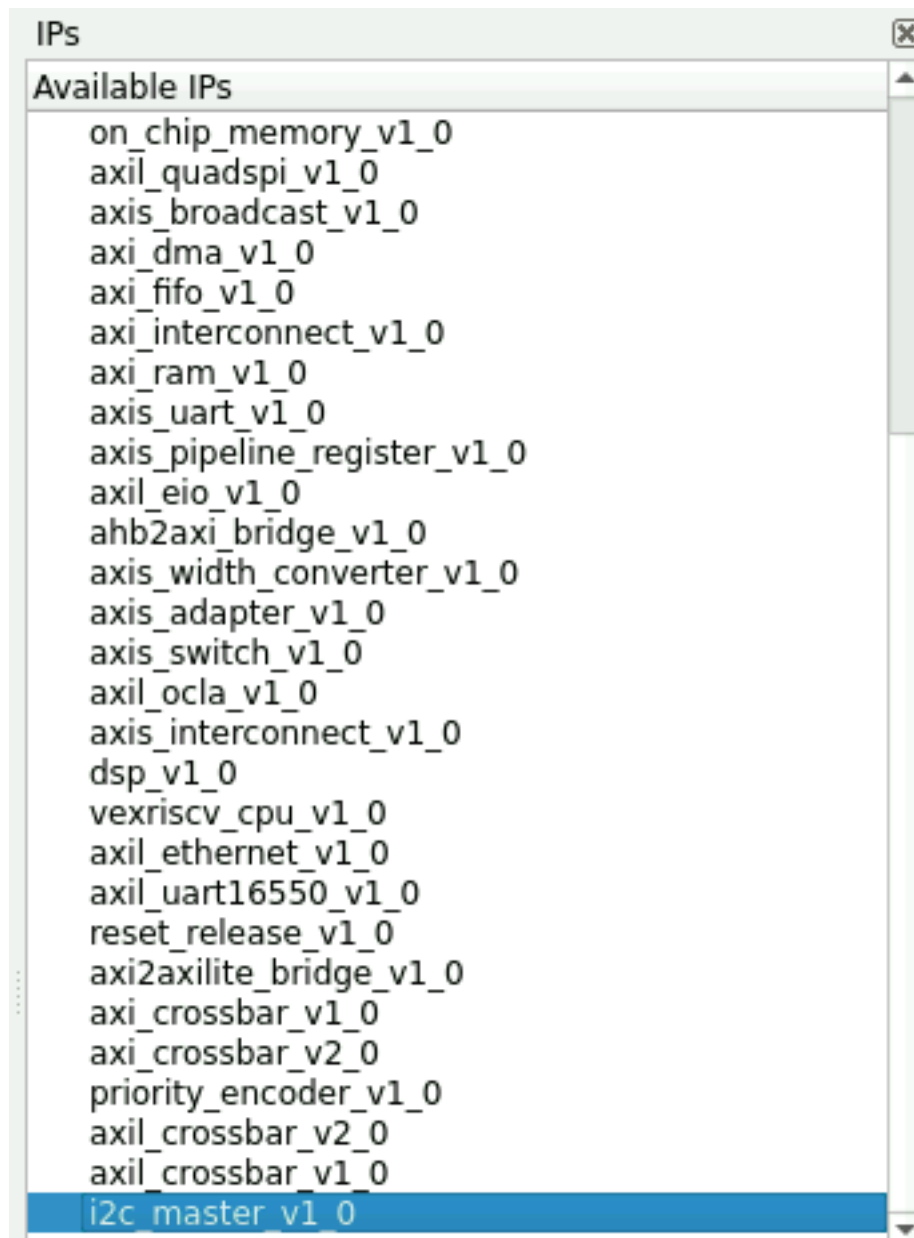 IPs
Available IPs
on_chip_memory_v1_0
axil_quadspi_v1_0
axis_broadcast_v1_0
axi_dma_v1_0
axi_fifo_v1_0
axi_interconnect_v1_0
axi_ram_v1_0
axis_uart_v1_0
axis_pipeline_register_v1_0
axil_eio_v1_0
ahb2axi_bridge_v1_0
axis_width_converter_v1_0
axis_adapter_v1_0
axis_switch_v1_0
axil_ocla_v1_0
axis_interconnect_v1_0
dsp_v1_0
vexriscv_cpu_v1_0
axil_ethernet_v1_0
axil_uart16550_v1_0
reset_release_v1_0
axi2axilite_bridge_v1_0
axi_crossbar_v1_0
axi_crossbar_v2_0
priority_encoder_v1_0
axil_crossbar_v2_0
axil_crossbar_v1_0
i2c_master_v1_0